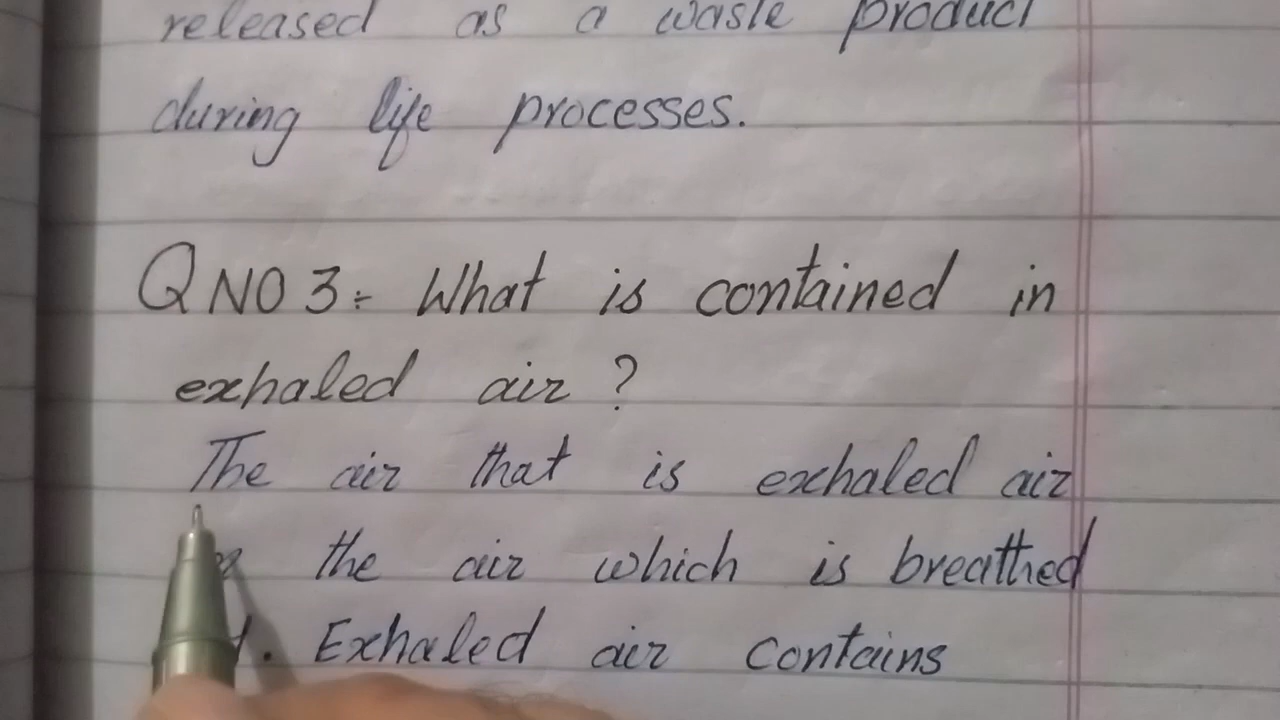 released as a waste product
during life processes.
Q NO 3÷ What is contained in
exhaled air ?
The air that is exhaled air
the air which is breathed
. Exhaled air contains